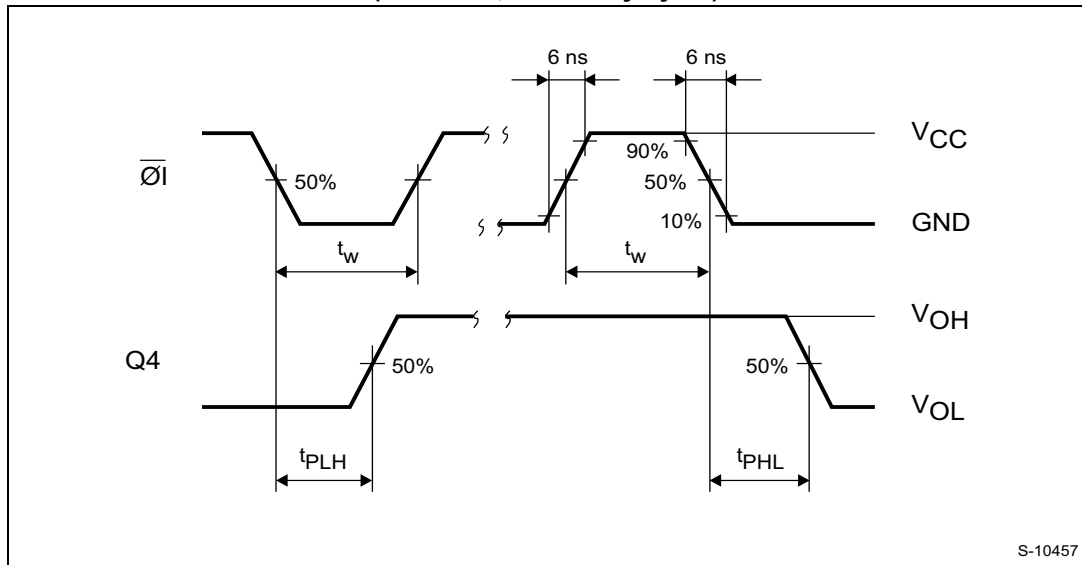 6 ns
6 ns
V_CC
90%
ØI̅
50%
50%
10%
GND
t_w
t_w
V_OH
Q4
50%
50%
V_OL
t_PLH
t_PHL
S-10457